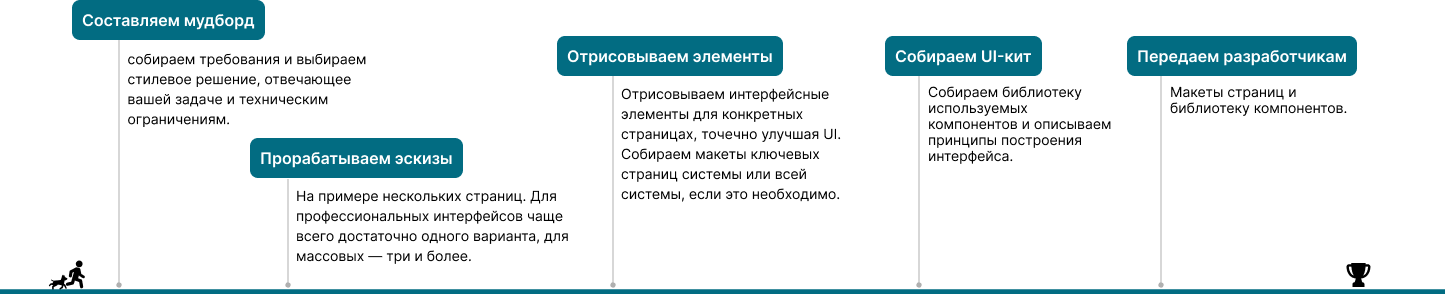 Составляем мудборд
собираем требования и выбираем
стилевое решение, отвечающее
вашей задаче и техническим
ограничениям.
Прорабатываем эскизы
На примере нескольких страниц. Для
профессиональных интерфейсов чаще
всего достаточно одного варианта, для
массовых — три и более.
Отрисовываем элементы
Отрисовываем интерфейсные
элементы для конкретных
страницах, точечно улучшая UI.
Собираем макеты ключевых
страниц системы или всей
системы, если это необходимо.
Собираем UI-кит
Собираем библиотеку
используемых
компонентов и описываем
принципы построения
интерфейса.
Передаем разработчикам
Макеты страниц и
библиотеку компонентов.